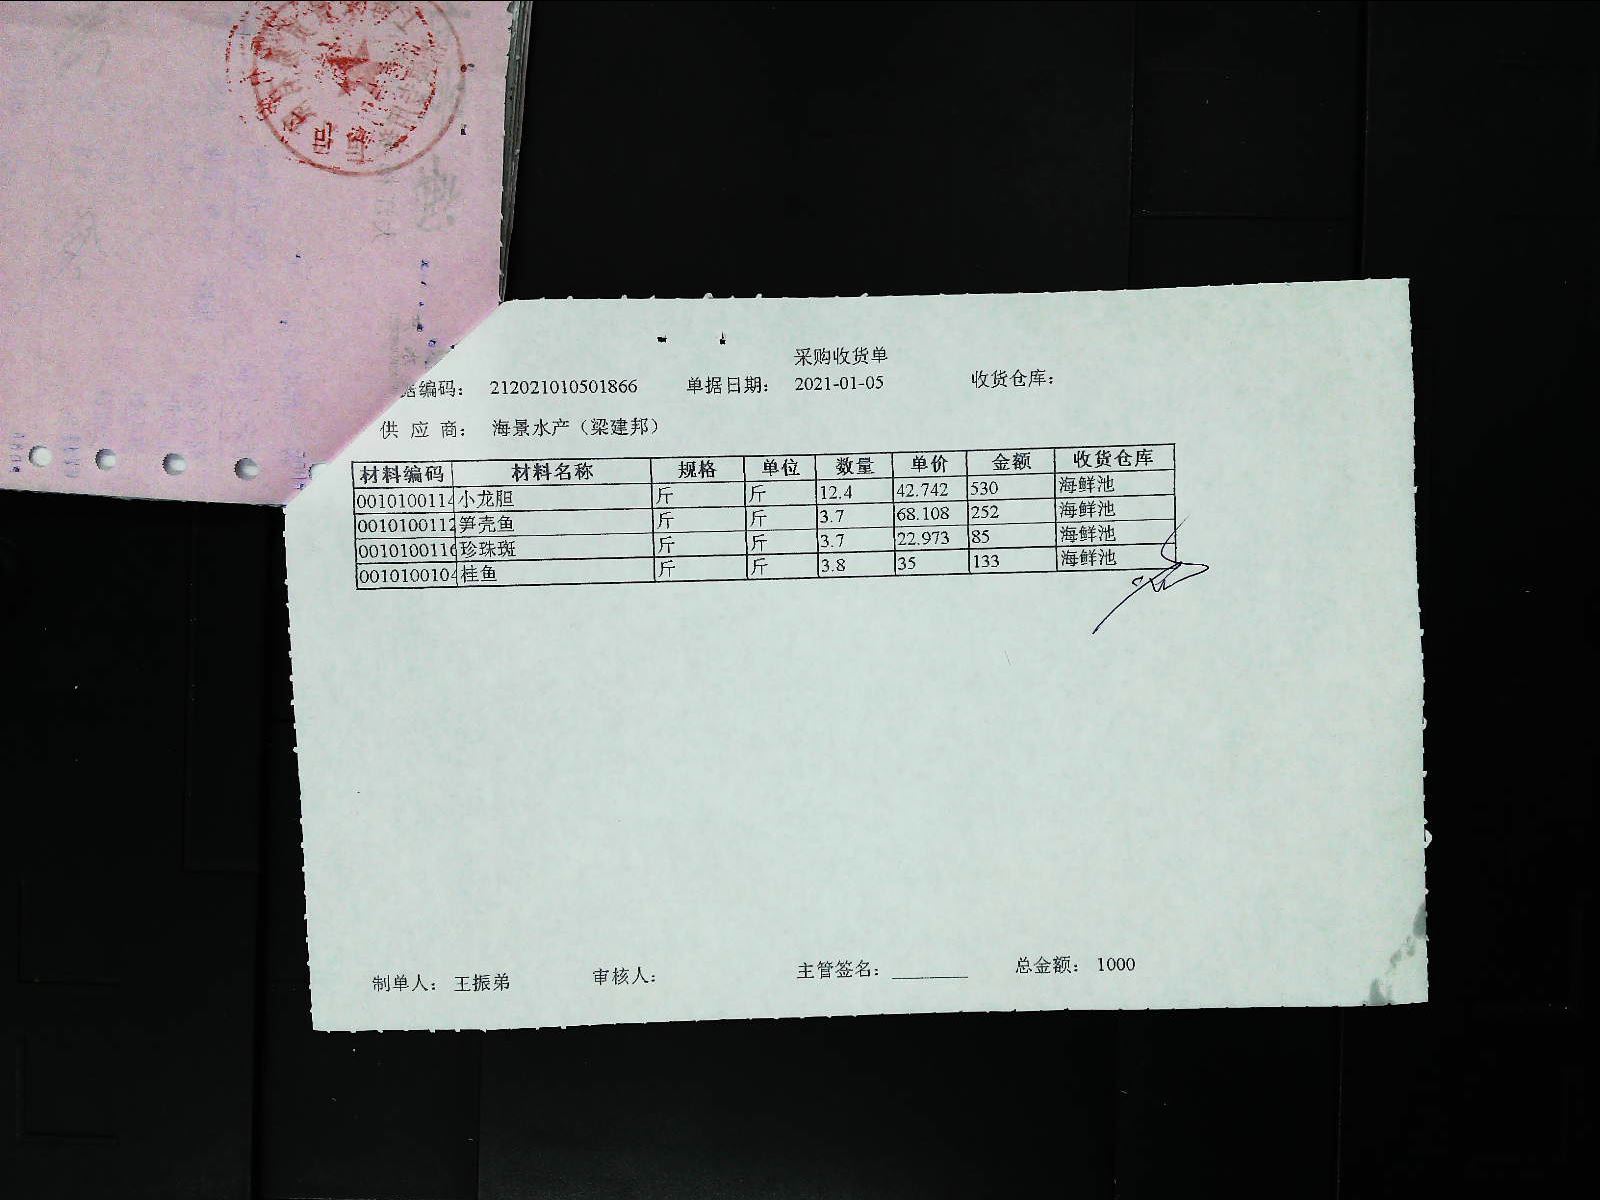 采购收货单
据编码： 212021010501866 单据日期： 2021-01-05 收货仓库：
供 应 商： 海景水产（梁建邦）
材料编码 材料名称 规格 单位 数量 单价 金额 收货仓库
0010100114 小龙胆 斤 斤 12.4 42.742 530 海鲜池
0010100112 笋壳鱼 斤 斤 3.7 68.108 252 海鲜池
0010100116 珍珠斑 斤 斤 3.7 22.973 85 海鲜池
0010100104 桂鱼 斤 斤 3.8 35 133 海鲜池
制单人： 王振弟 审核人： 主管签名： 总金额： 1000